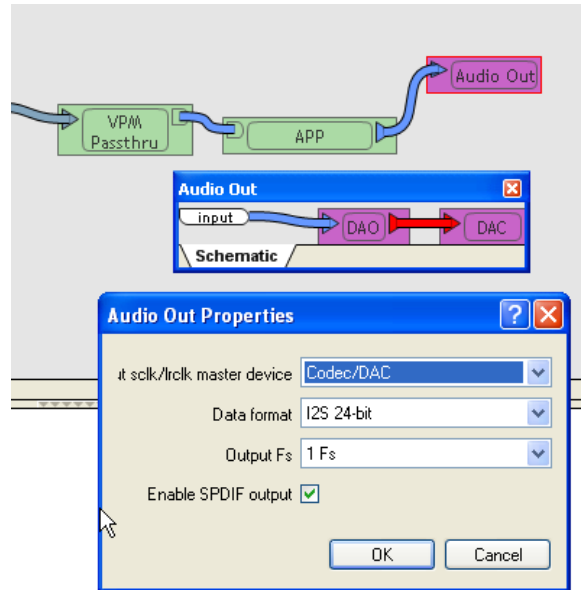 Audio Out
VPM
Passthru
APP
Audio Out
input
DAO
DAC
Schematic
Audio Out Properties
sclk/lrclk master device
Codec/DAC
Data format
I2S 24-bit
Output Fs
1 Fs
Enable SPDIF output
OK
Cancel